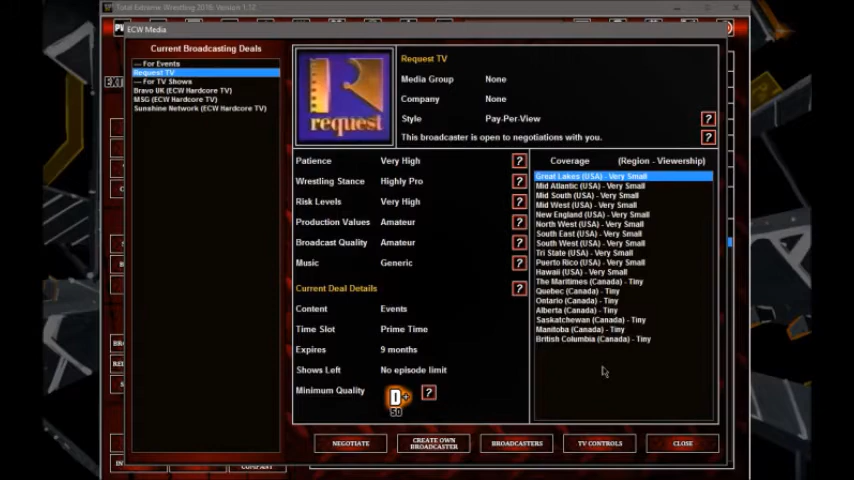 Total Extreme Wrestling 2016: Version 1.12
ECW Media
Current Broadcasting Deals
--- For Events
Request TV
--- For TV Shows
Bravo UK (ECW Hardcore TV)
MSG (ECW Hardcore TV)
Sunshine Network (ECW Hardcore TV)
request
Request TV
Media Group None
Company None
Style Pay-Per-View ?
This broadcaster is open to negotiations with you. ?
Patience Very High ?
Wrestling Stance Highly Pro ?
Risk Levels Very High ?
Production Values Amateur ?
Broadcast Quality Amateur ?
Music Generic ?
Current Deal Details ?
Content Events
Time Slot Prime Time
Expires 9 months
Shows Left No episode limit
Minimum Quality D+ ?
50
Coverage (Region - Viewership)
Great Lakes (USA) - Very Small
Mid Atlantic (USA) - Very Small
Mid South (USA) - Very Small
Mid West (USA) - Very Small
New England (USA) - Very Small
North West (USA) - Very Small
South East (USA) - Very Small
South West (USA) - Very Small
Tri State (USA) - Very Small
Puerto Rico (USA) - Very Small
Hawaii (USA) - Very Small
The Maritimes (Canada) - Tiny
Quebec (Canada) - Tiny
Ontario (Canada) - Tiny
Alberta (Canada) - Tiny
Saskatchewan (Canada) - Tiny
Manitoba (Canada) - Tiny
British Columbia (Canada) - Tiny
NEGOTIATE
CREATE OWN
BROADCASTER
BROADCASTERS
TV CONTROLS
CLOSE
COMPANY